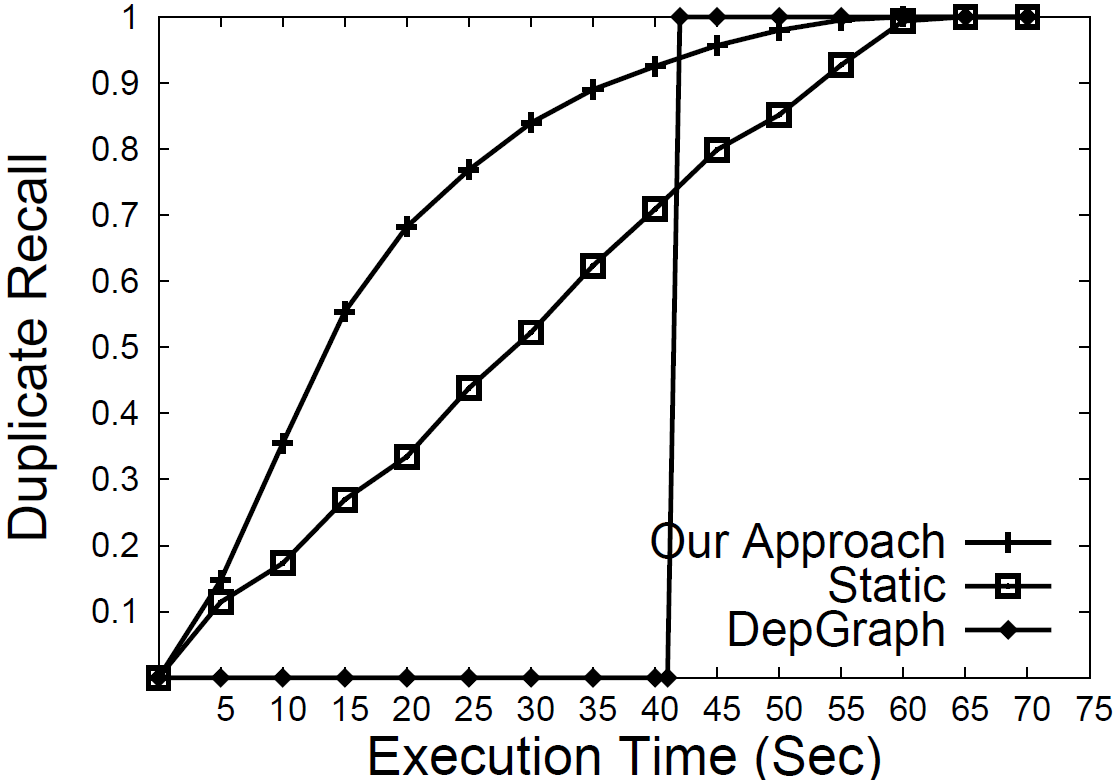 1
0.9
0.8
0.7
0.6
0.5
0.4
0.3
0.2
0.1
Duplicate Recall
Our Approach
Static
DepGraph
5 10 15 20 25 30 35 40 45 50 55 60 65 70 75
Execution Time (Sec)